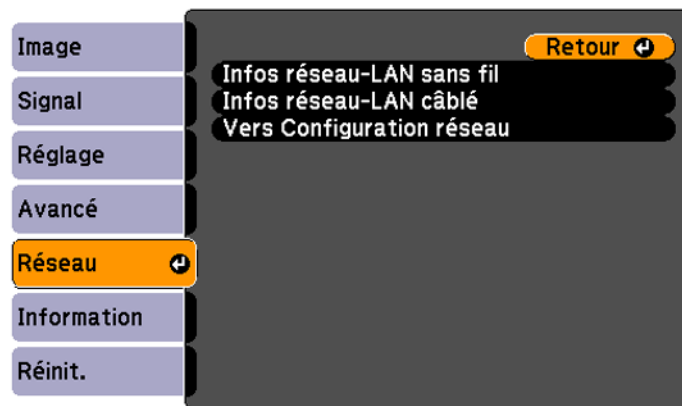 Image
Signal
Réglage
Avancé
Réseau
Information
Réinit.
Retour
Infos réseau-LAN sans fil
Infos réseau-LAN câblé
Vers Configuration réseau